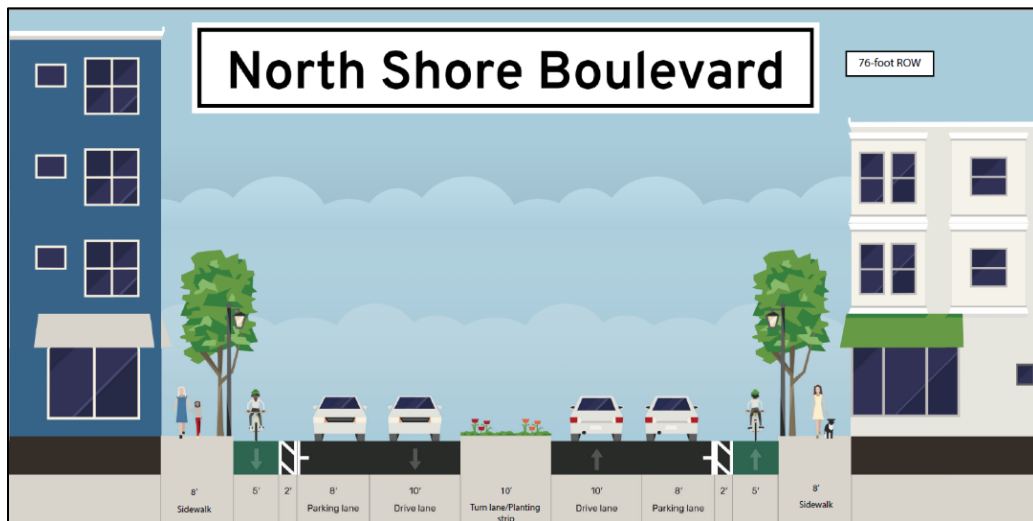 North Shore Boulevard
76-foot ROW
8' 5' 2' 8' 10' 10' 10' 8' 2' 5' 8'
Sidewalk Parking lane Drive lane Turn lane/Planting Drive lane Parking lane Sidewalk
strip